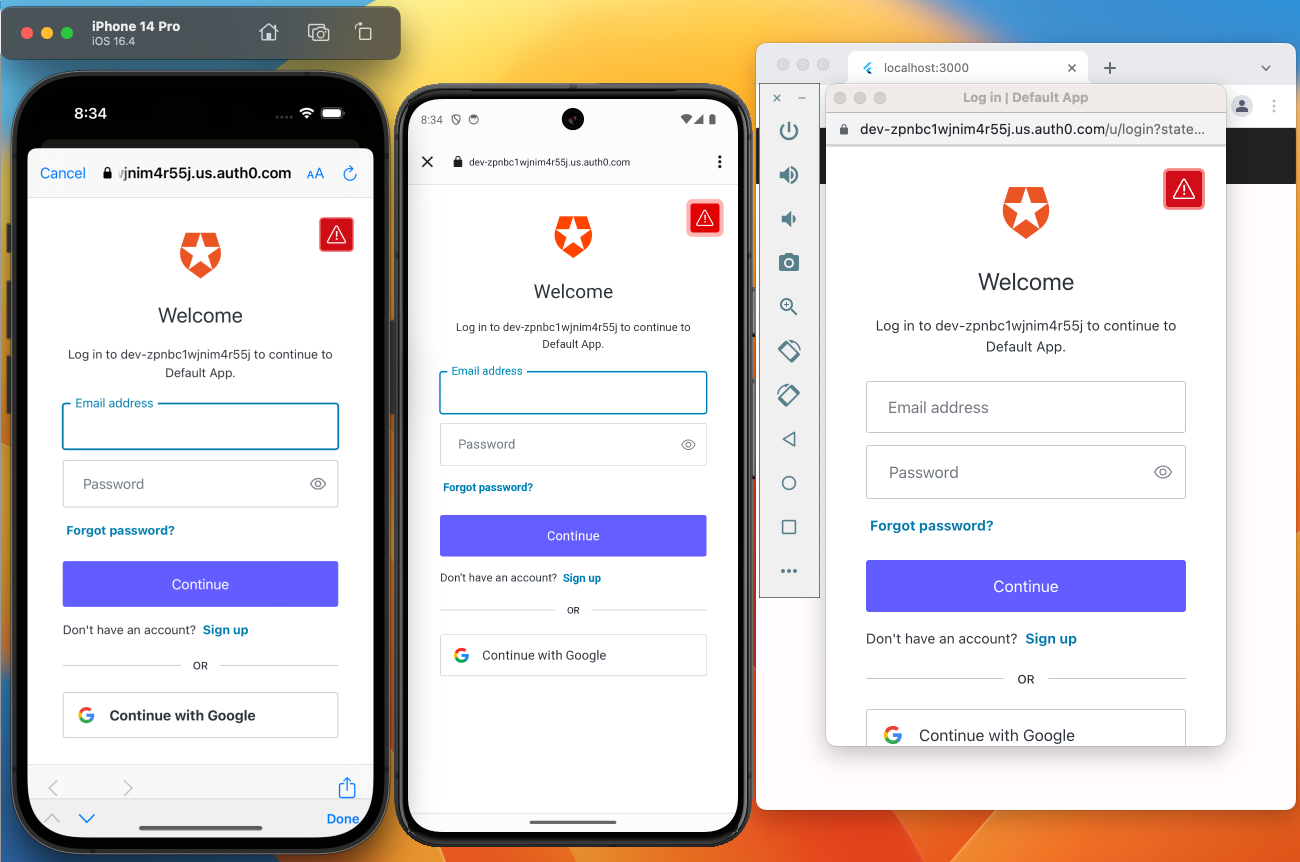 iPhone 14 Pro
iOS 16.4
8:34
Cancel
jnim4r55j.us.auth0.com
AA
Welcome
Log in to dev-zpnbc1wjnim4r55j to continue to
Default App.
Email address
Password
Forgot password?
Continue
Don't have an account? Sign up
OR
Continue with Google
Done
8:34
dev-zpnbc1wjnim4r55j.us.auth0.com
Welcome
Log in to dev-zpnbc1wjnim4r55j to continue to
Default App.
Email address
Password
Forgot password?
Continue
Don't have an account? Sign up
OR
Continue with Google
localhost:3000
Log in | Default App
dev-zpnbc1wjnim4r55j.us.auth0.com/u/login?state...
Welcome
Log in to dev-zpnbc1wjnim4r55j to continue to
Default App.
Email address
Password
Forgot password?
Continue
Don't have an account? Sign up
OR
Continue with Google